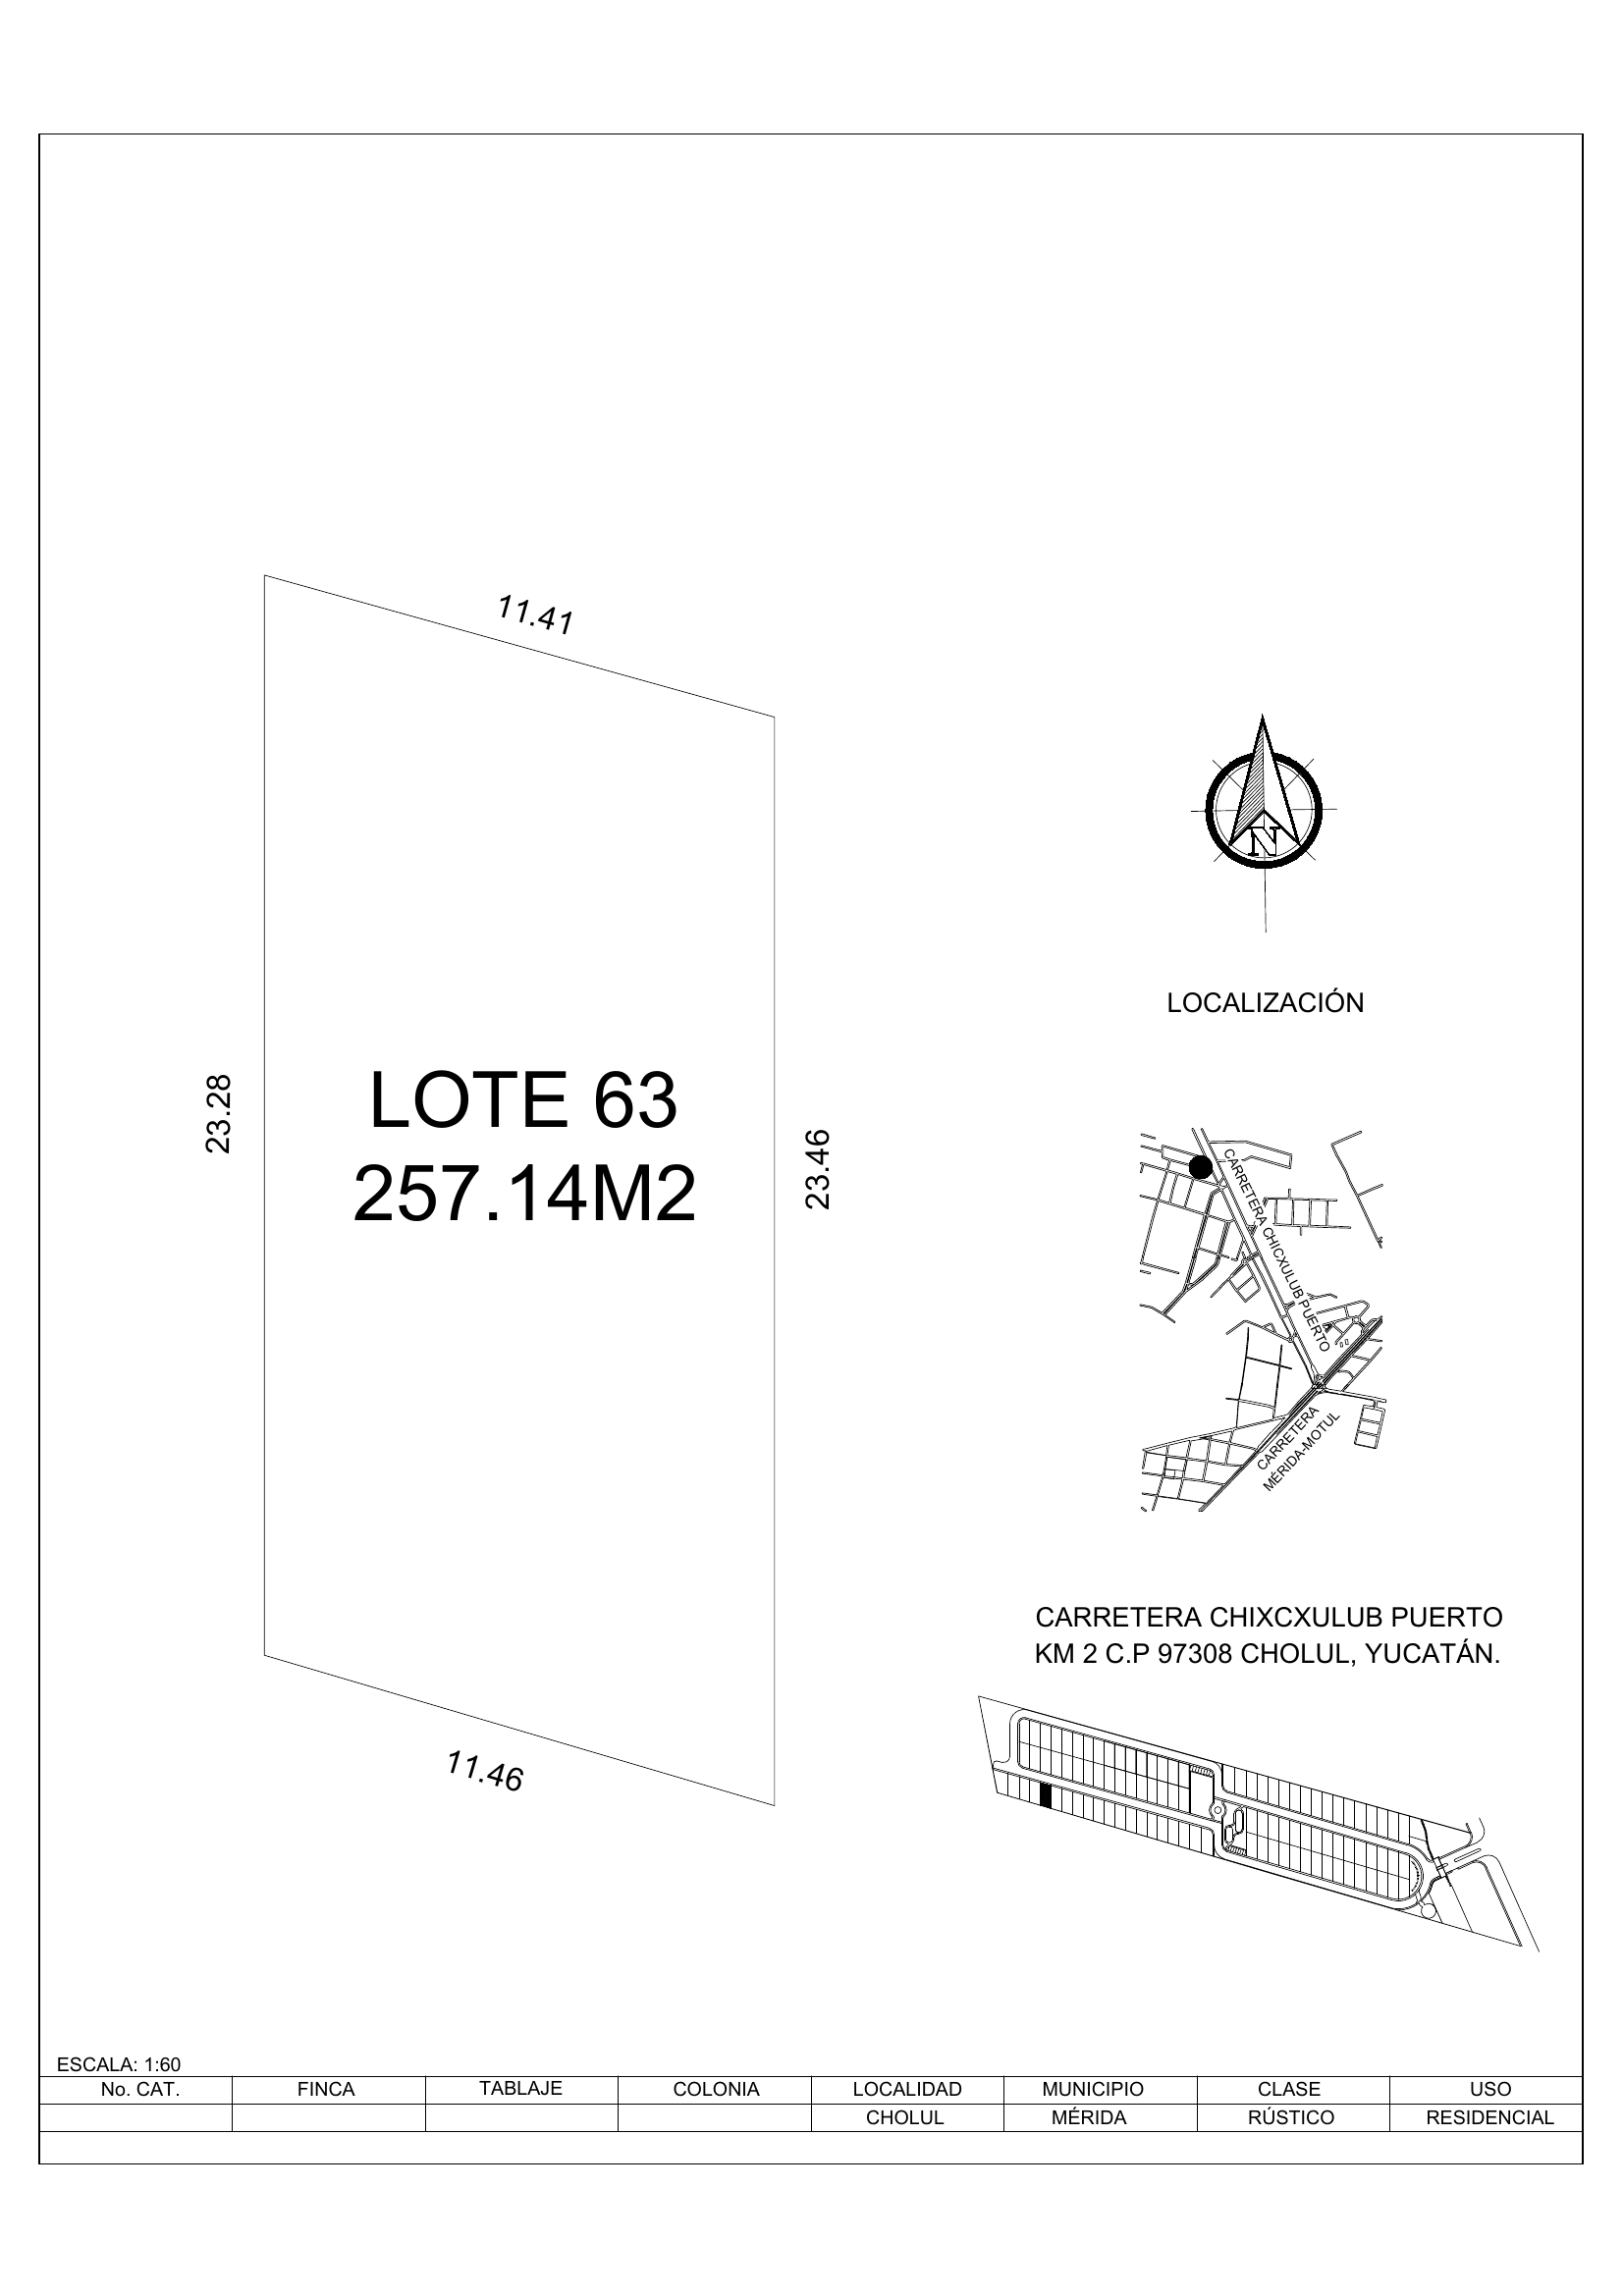 11.41
23.28
LOTE 63
257.14M2
23.46
11.46
N
LOCALIZACIÓN
CARRETERA CHICXULUB PUERTO
CARRETERA
MÉRIDA-MOTUL
CARRETERA CHIXCXULUB PUERTO
KM 2 C.P 97308 CHOLUL, YUCATÁN.
ESCALA: 1:60
No. CAT. FINCA TABLAJE COLONIA LOCALIDAD MUNICIPIO CLASE USO
CHOLUL MÉRIDA RÚSTICO RESIDENCIAL